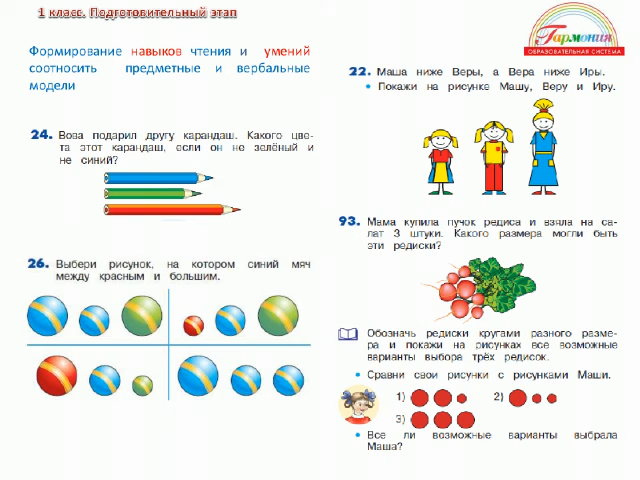 1 класс. Подготовительный этап
Гармония
ОБРАЗОВАТЕЛЬНАЯ СИСТЕМА
Формирование навыков чтения и умений
соотносить предметные и вербальные
модели
24. Вова подарил другу карандаш. Какого цве-
та этот карандаш, если он не зелёный и
не синий?
26. Выбери рисунок, на котором синий мяч
между красным и большим.
22. Маша ниже Веры, а Вера ниже Иры.
• Покажи на рисунке Машу, Веру и Иру.
93. Мама купила пучок редиса и взяла на са-
лат 3 штуки. Какого размера могли быть
эти редиски?
Обозначь редиски кругами разного разме-
ра и покажи на рисунках все возможные
варианты выбора трёх редисок.
• Сравни свои рисунки с рисунками Маши.
1) 2)
3)
• Все ли возможные варианты выбрала
Маша?